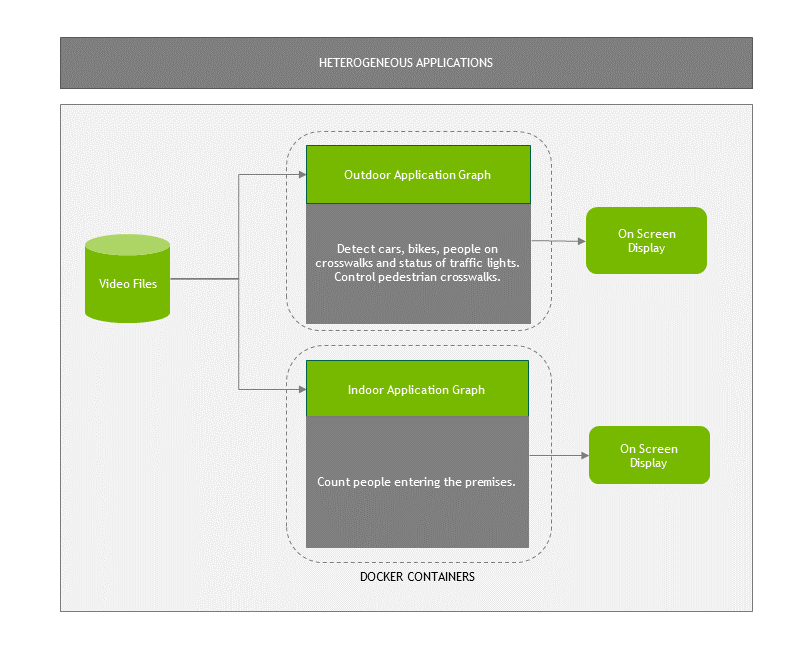 HETEROGENEOUS APPLICATIONS
Outdoor Application Graph
Detect cars, bikes, people on
crosswalks and status of traffic lights.
Control pedestrian crosswalks.
On Screen
Display
Video Files
Indoor Application Graph
Count people entering the premises.
On Screen
Display
DOCKER CONTAINERS